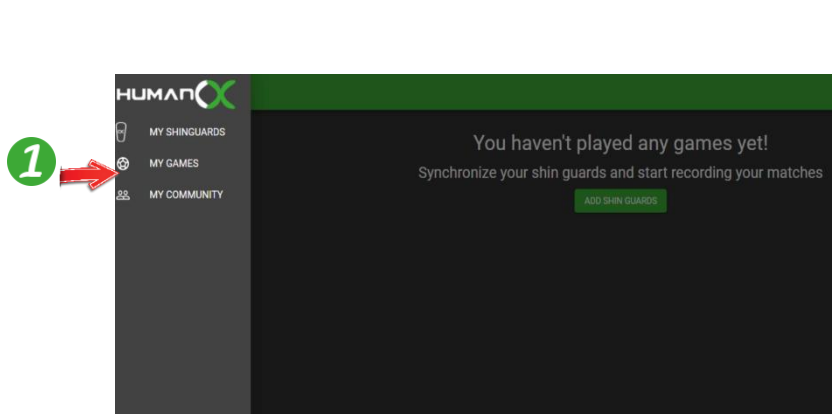 HUMANOX
MY SHINGUARDS
1
MY GAMES
MY COMMUNITY
You haven't played any games yet!
Synchronize your shin guards and start recording your matches
ADD SHIN GUARDS